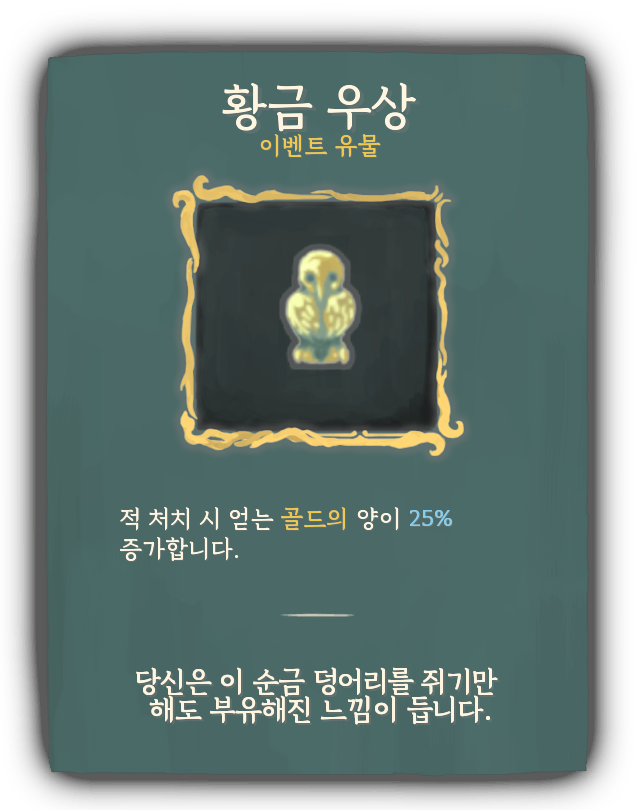 황금 우상
이벤트 유물
적 처치 시 얻는 골드의 양이 25%
증가합니다.
당신은 이 순금 덩어리를 쥐기만
해도 부유해진 느낌이 듭니다.